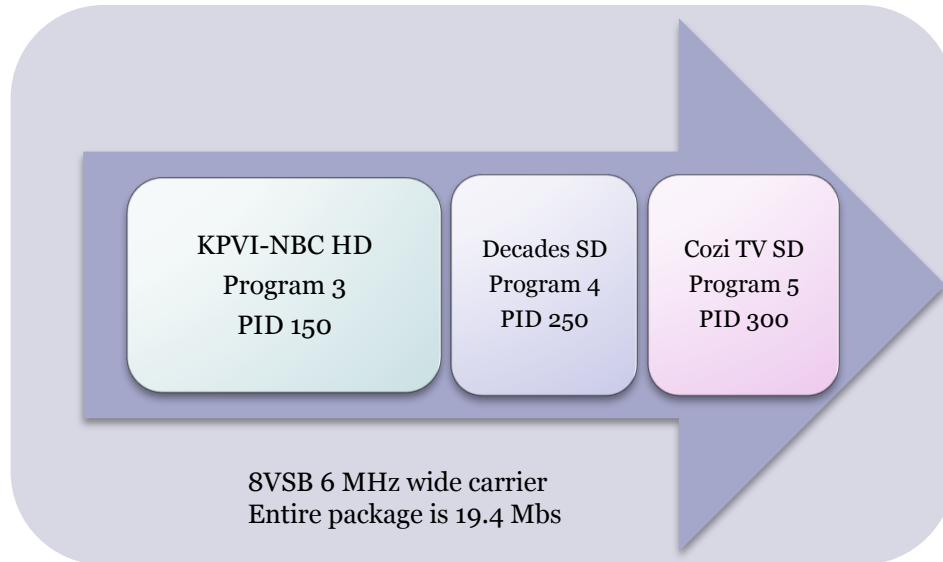 KPVI-NBC HD
Program 3
PID 150
Decades SD
Program 4
PID 250
Cozi TV SD
Program 5
PID 300
8VSB 6 MHz wide carrier
Entire package is 19.4 Mbs